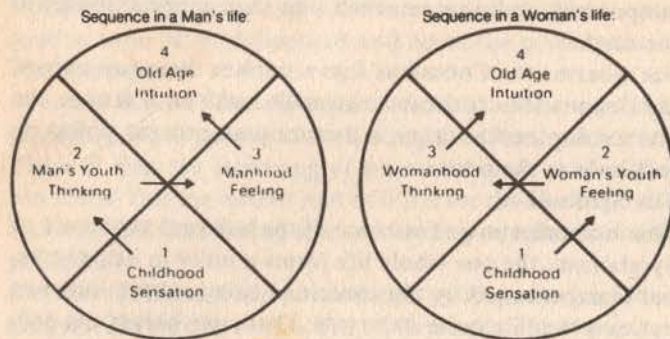 Sequence in a Man's life:
4
Old Age
Intuition
2
Man's Youth
Thinking
3
Manhood
Feeling
1
Childhood
Sensation
Sequence in a Woman's life:
4
Old Age
Intuition
3
Womanhood
Thinking
2
Woman's Youth
Feeling
1
Childhood
Sensation